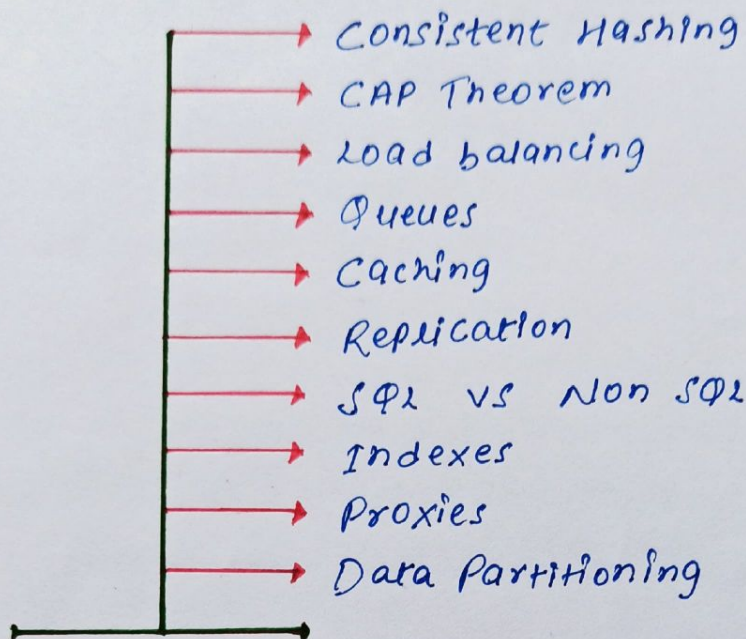 Consistent Hashing
CAP Theorem
Load balancing
Queues
Caching
Replication
SQL vs Non SQL
Indexes
Proxies
Data Partitioning